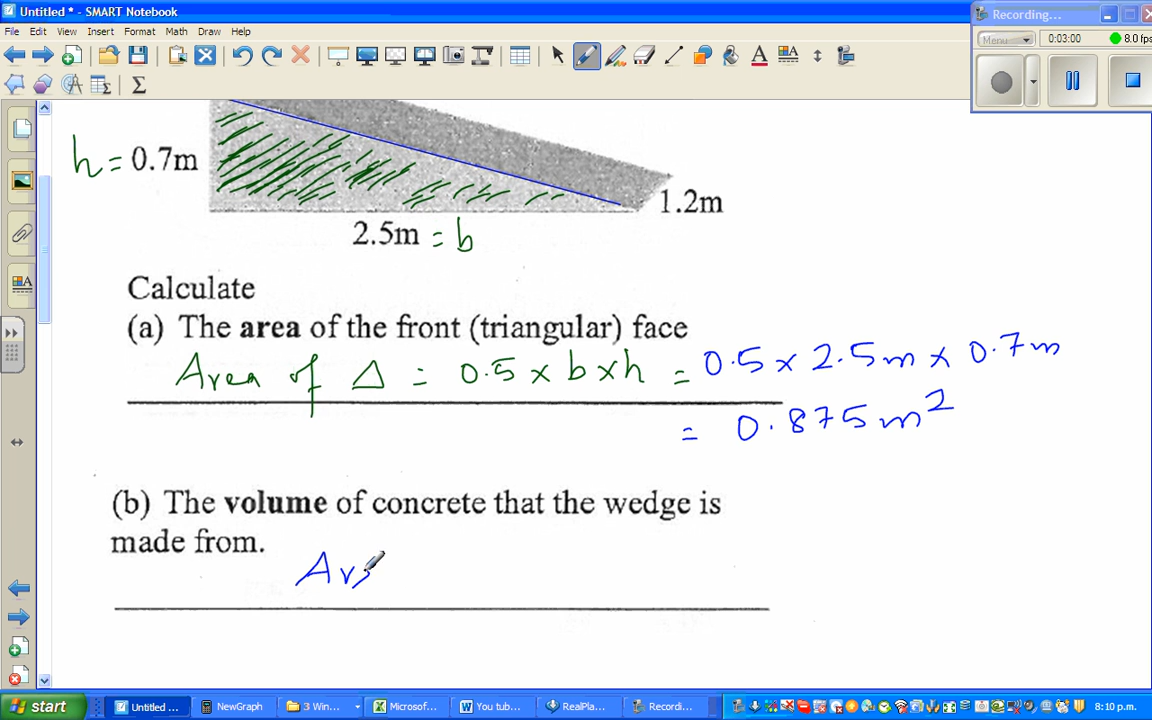 Untitled * - SMART Notebook
File Edit View Insert Format Math Draw Help
Recording...
Menu
0:03:00
8.0 fps
h = 0.7m
1.2m
2.5m = b
Calculate
(a) The area of the front (triangular) face
Area of Δ = 0.5 × b × h = 0.5 × 2.5m × 0.7m
= 0.875 m²
(b) The volume of concrete that the wedge is
made from.
start
Untitled ...
NewGraph
3 Win...
Microsof...
You tub...
RealPla...
Recordi...
8:10 p.m.